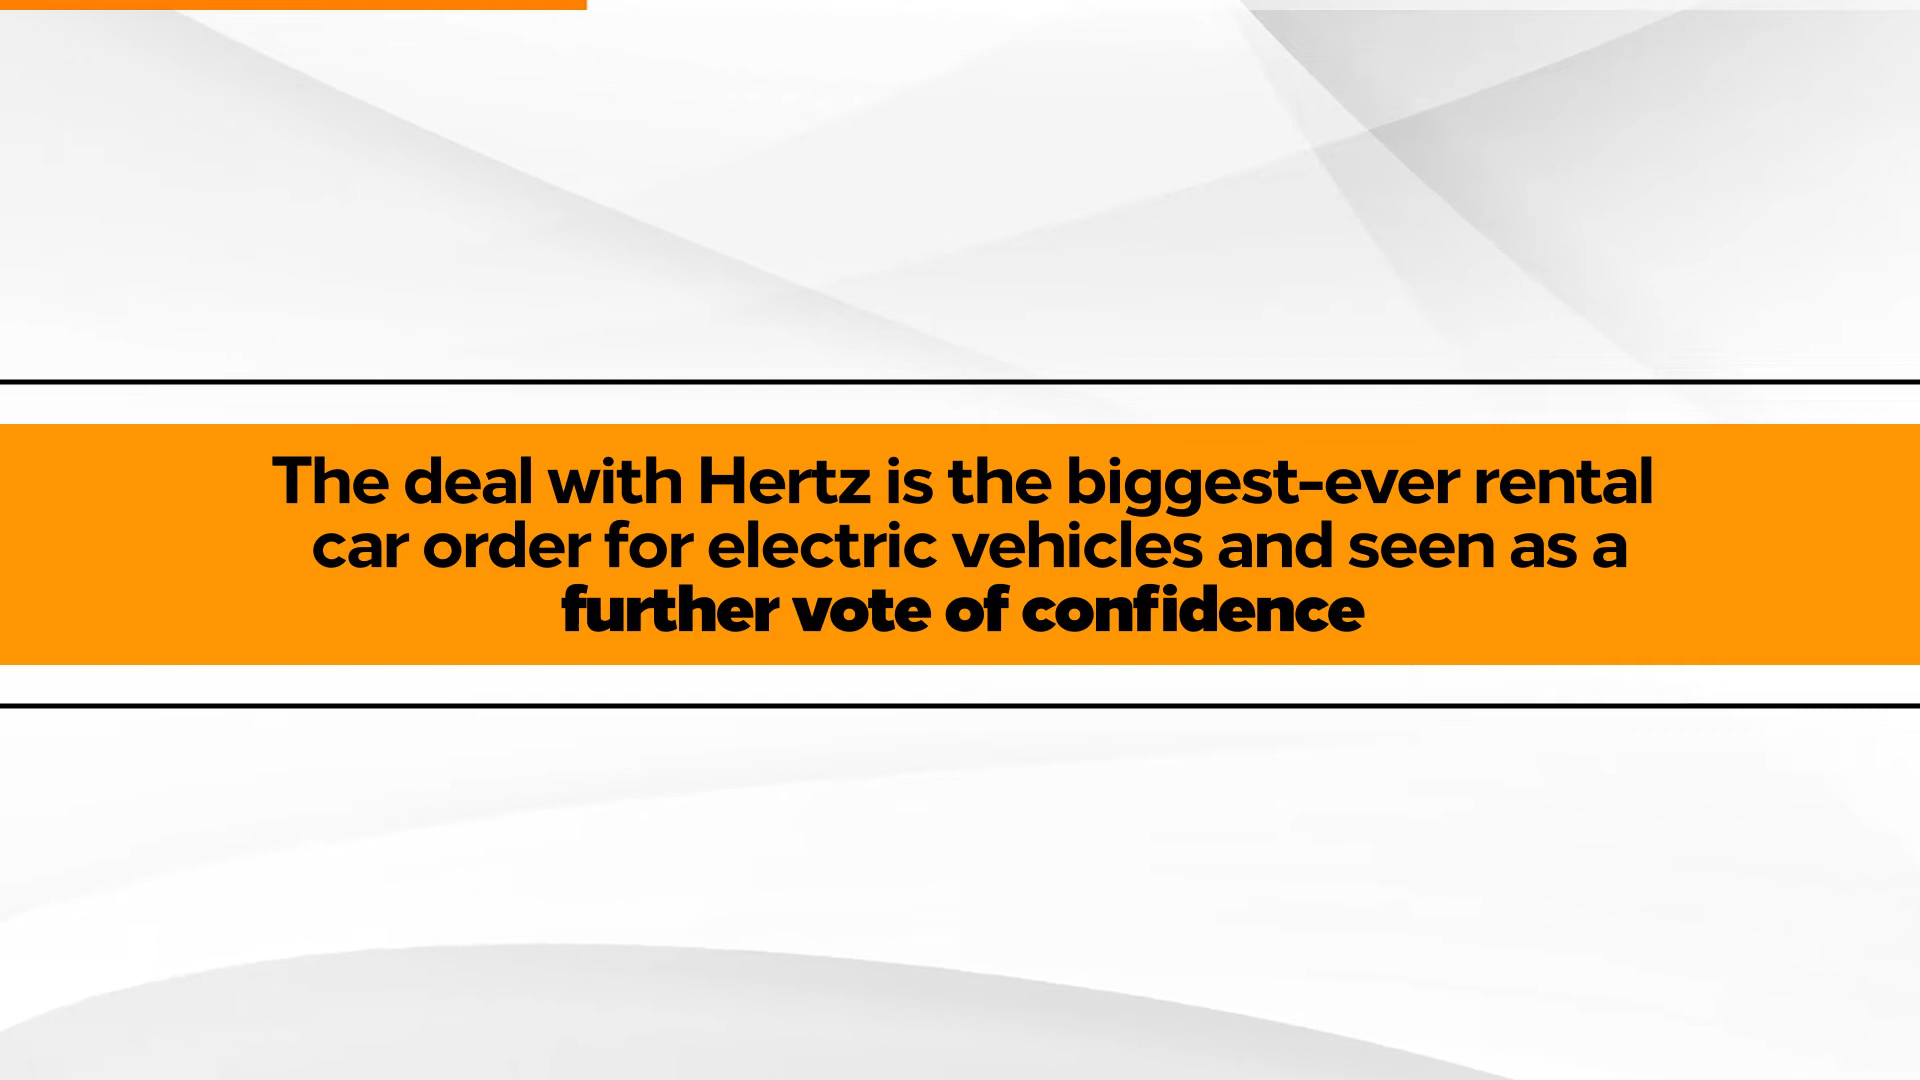 The deal with Hertz is the biggest-ever rental
car order for electric vehicles and seen as a
further vote of confidence